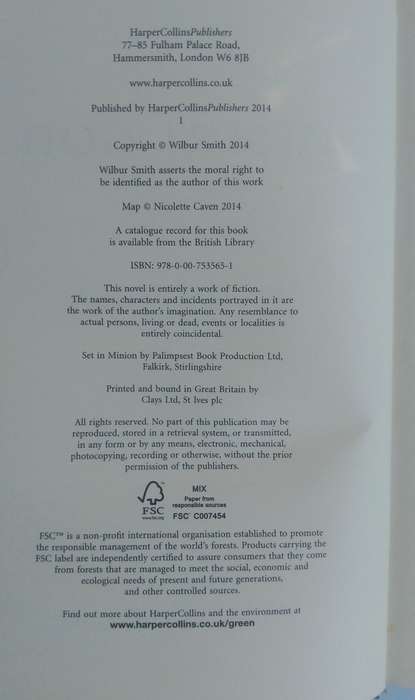 HarperCollinsPublishers
77–85 Fulham Palace Road,
Hammersmith, London W6 8JB
www.harpercollins.co.uk
Published by HarperCollinsPublishers 2014
1
Copyright © Wilbur Smith 2014
Wilbur Smith asserts the moral right to
be identified as the author of this work
Map © Nicolette Caven 2014
A catalogue record for this book
is available from the British Library
ISBN: 978-0-00-753565-1
This novel is entirely a work of fiction.
The names, characters and incidents portrayed in it are
the work of the author's imagination. Any resemblance to
actual persons, living or dead, events or localities is
entirely coincidental.
Set in Minion by Palimpsest Book Production Ltd,
Falkirk, Stirlingshire
Printed and bound in Great Britain by
Clays Ltd, St Ives plc
All rights reserved. No part of this publication may be
reproduced, stored in a retrieval system, or transmitted,
in any form or by any means, electronic, mechanical,
photocopying, recording or otherwise, without the prior
permission of the publishers.
MIX
Paper from
responsible sources
FSC
www.fsc.org
FSC C007454
FSC™ is a non-profit international organisation established to promote
the responsible management of the world's forests. Products carrying the
FSC label are independently certified to assure consumers that they come
from forests that are managed to meet the social, economic and
ecological needs of present and future generations,
and other controlled sources.
Find out more about HarperCollins and the environment at
www.harpercollins.co.uk/green